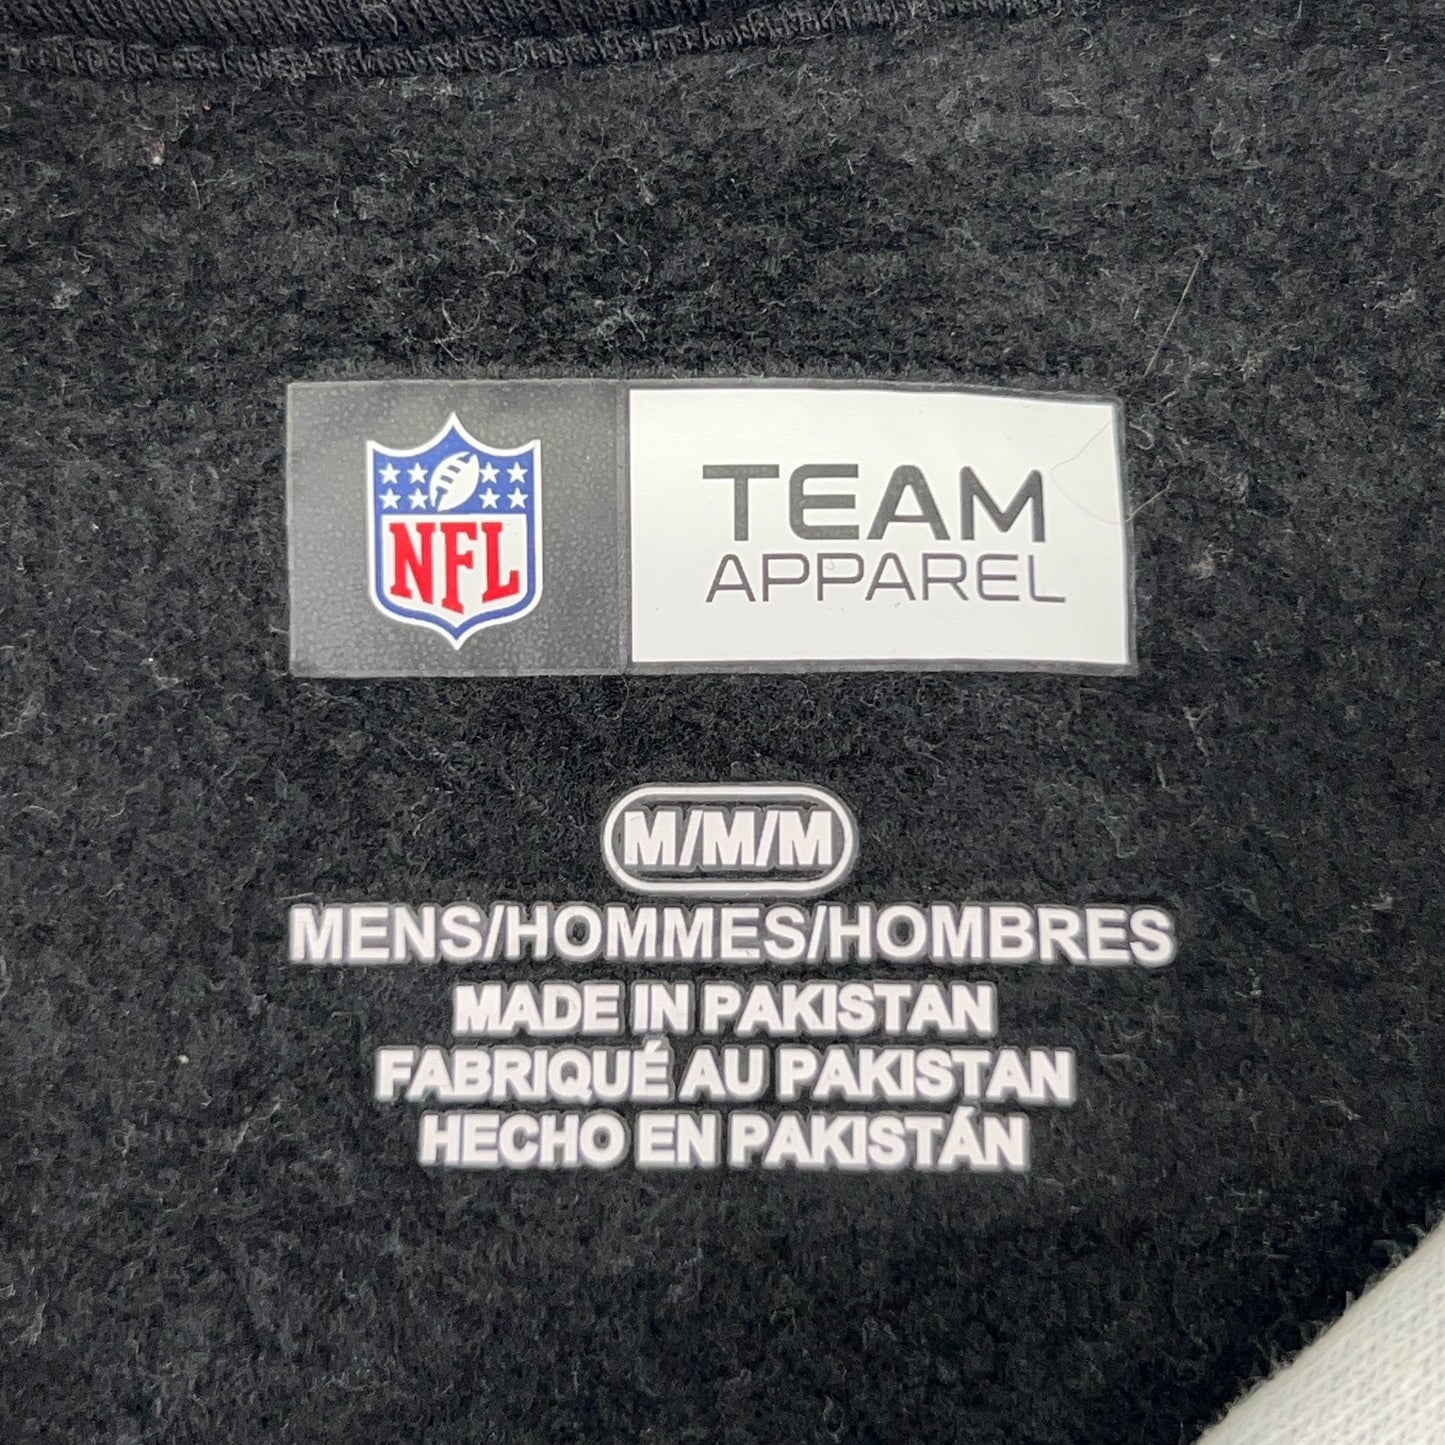 NFL
TEAM
APPAREL
M/M/M
MENS/HOMMES/HOMBRES
MADE IN PAKISTAN
FABRIQUÉ AU PAKISTAN
HECHO EN PAKISTÁN